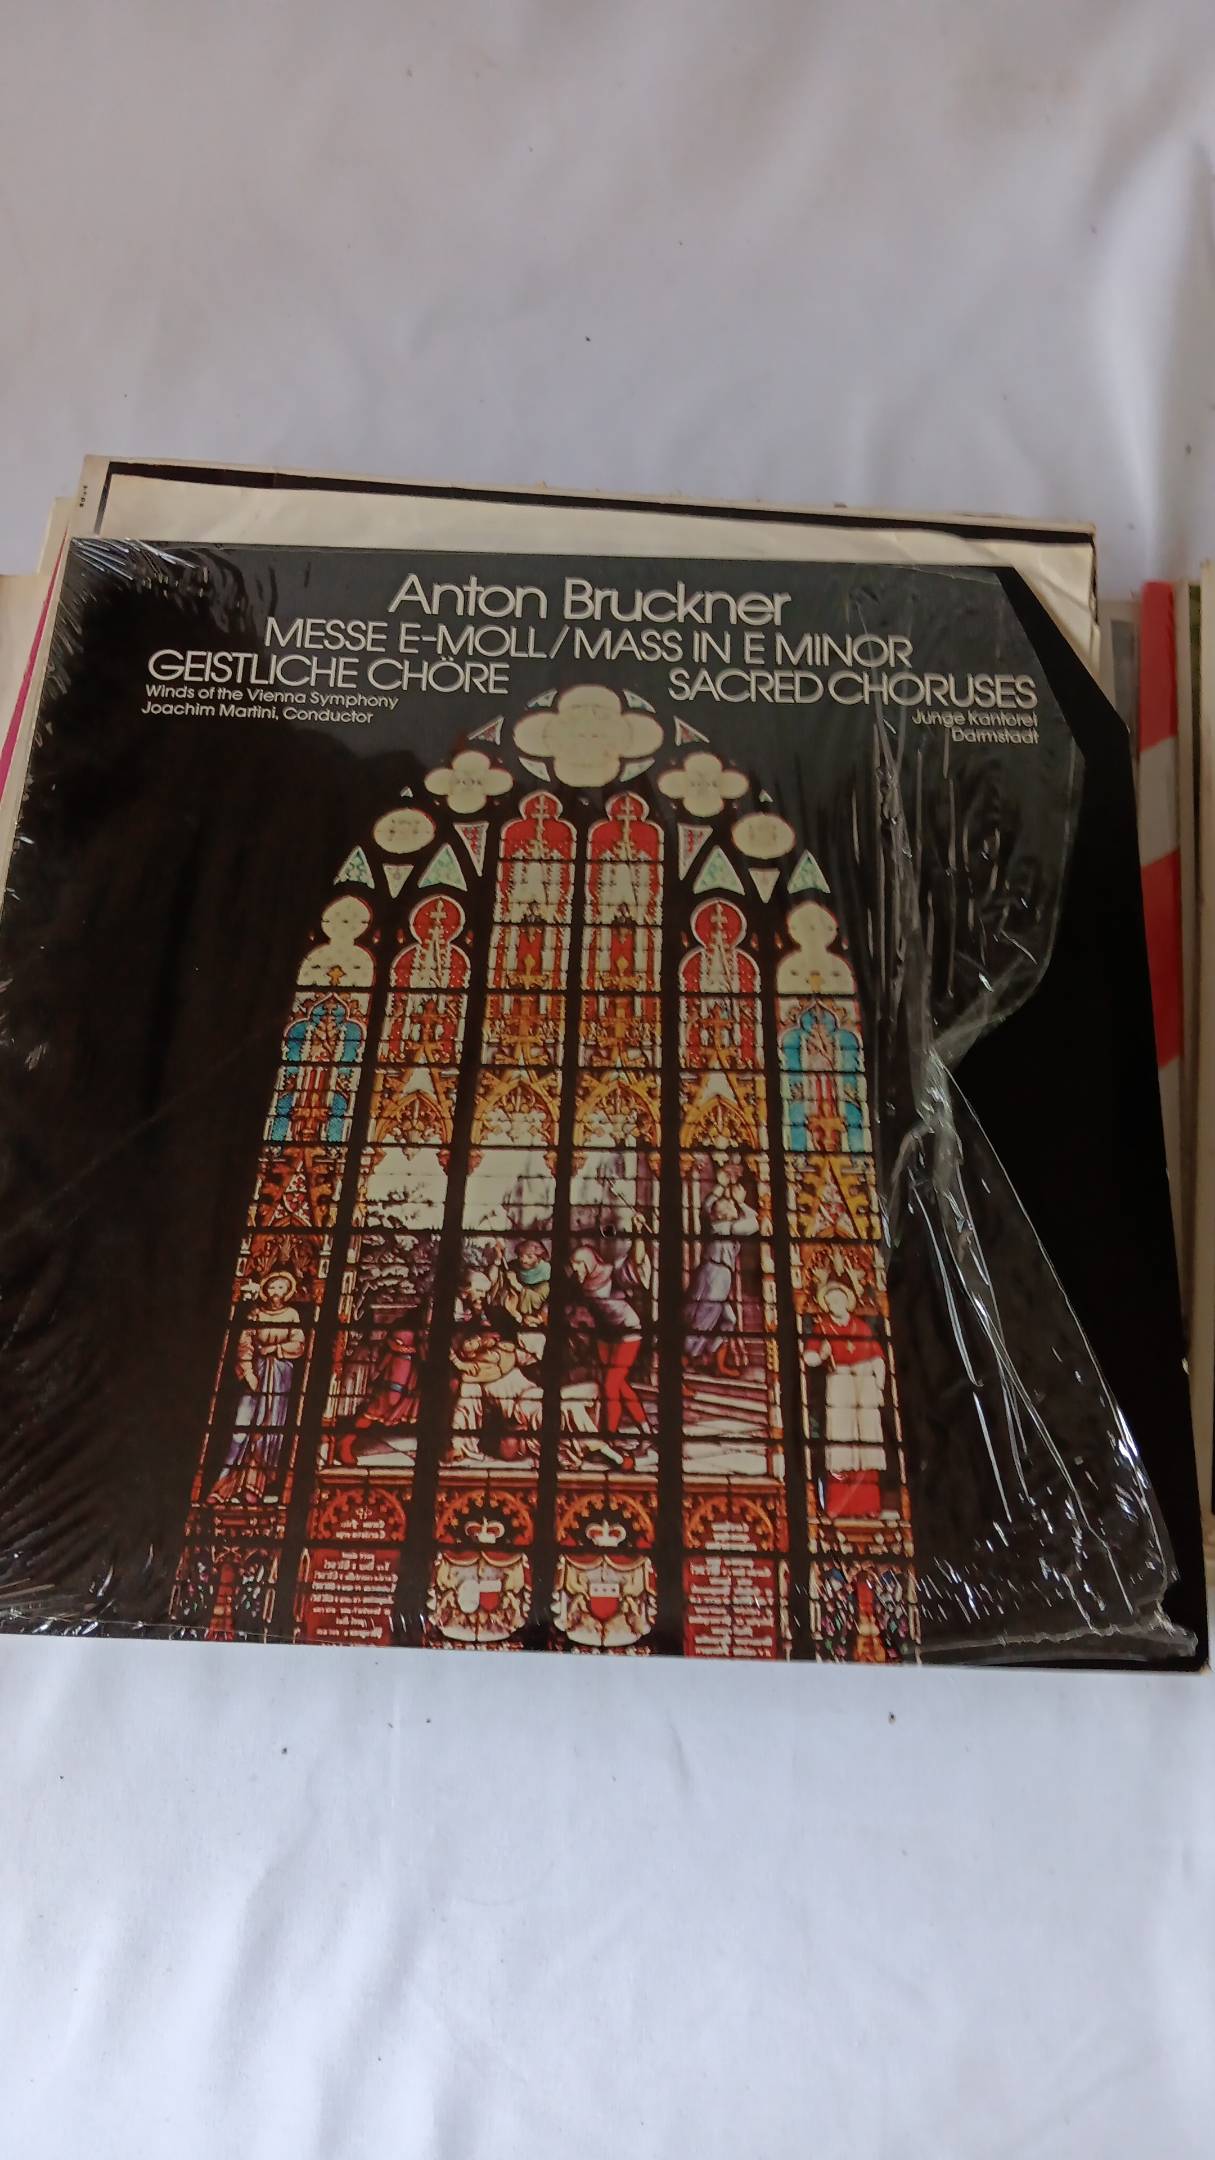 Anton Bruckner
MESSE E-MOLL/MASS IN E MINOR
GEISTLICHE CHÖRE
SACRED CHORUSES
Winds of the Vienna Symphony
Joachim Martini, Conductor
Junge Kantorei
Darmstadt